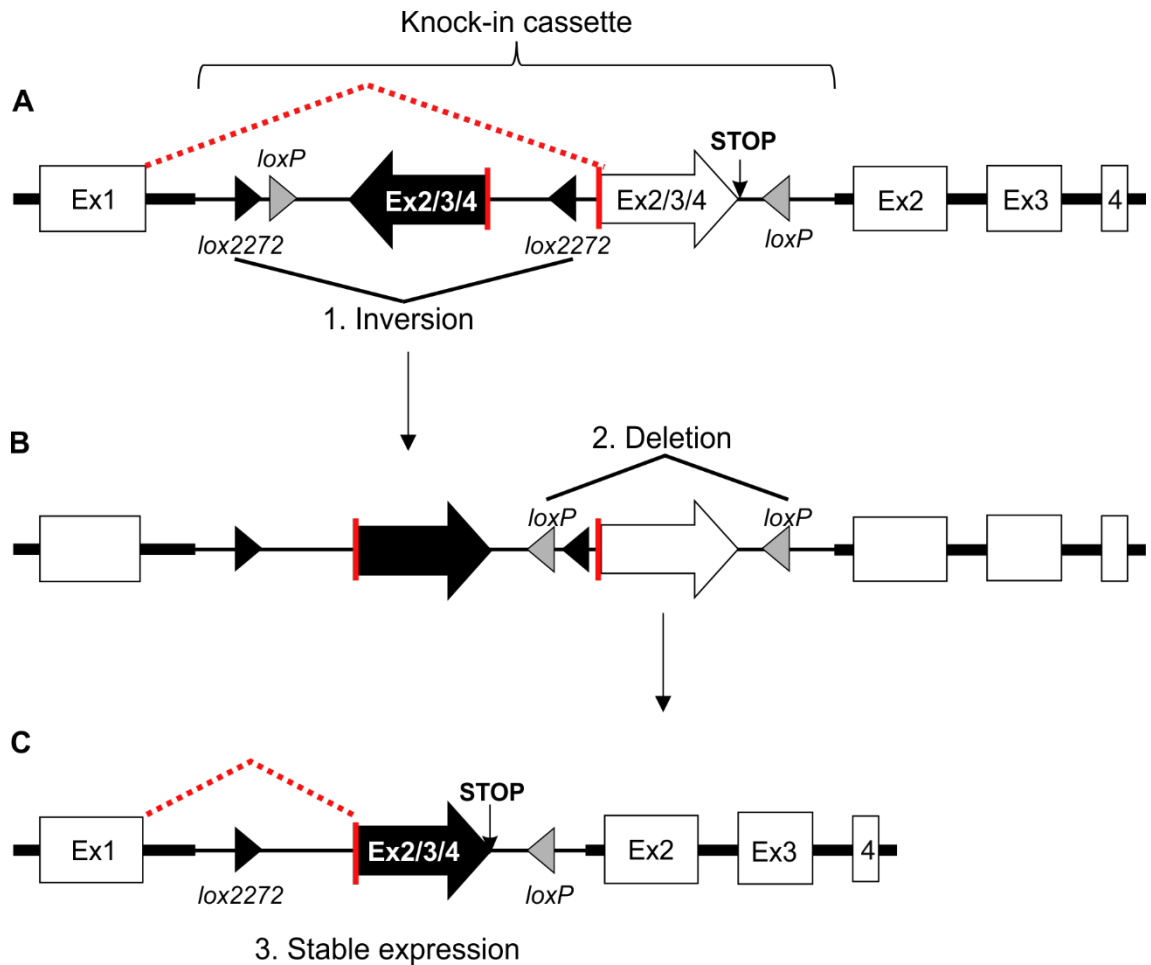 Knock-in cassette
A
STOP
loxP
Ex1
Ex2/3/4
Ex2/3/4
Ex2
Ex3
4
lox2272
lox2272
loxP
1. Inversion
B
2. Deletion
loxP
loxP
C
STOP
Ex1
Ex2/3/4
Ex2
Ex3
4
lox2272
loxP
3. Stable expression